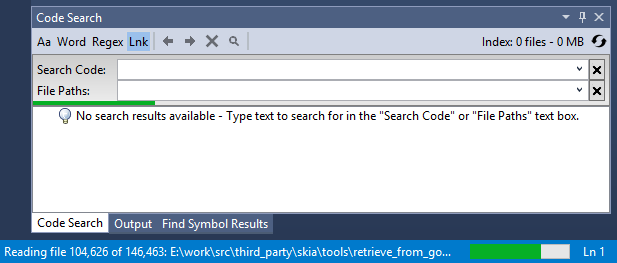 Code Search
Aa Word Regex Lnk Index: 0 files - 0 MB
Search Code:
File Paths:
No search results available - Type text to search for in the "Search Code" or "File Paths" text box.
Code Search Output Find Symbol Results
Reading file 104,626 of 146,463: E:\work\src\third_party\skia\tools\retrieve_from_go... Ln 1